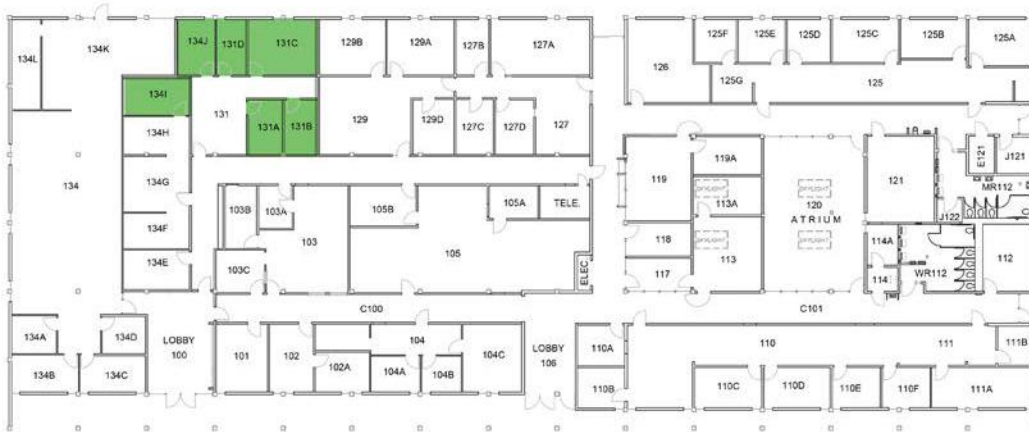 134L
134K
134J
131D
131C
129B
129A
127B
127A
134I
134H
131
131A
131B
129
129D
127C
127D
127
134
134G
134F
134E
103B
103A
103
103C
105B
105A
TELE.
105
ELEC
C100
134A
134D
134B
134C
LOBBY
100
101
102
102A
104
104A
104B
104C
LOBBY
106
126
125F
125E
125D
125C
125B
125A
125G
125
119
119A
SKYLIGHT
113A
SKYLIGHT
113
118
117
SKYLIGHT
120
ATRIUM
SKYLIGHT
121
E121
J121
MR112
J122
114A
114
WR112
112
C101
110A
110B
110
111
111B
110C
110D
110E
110F
111A